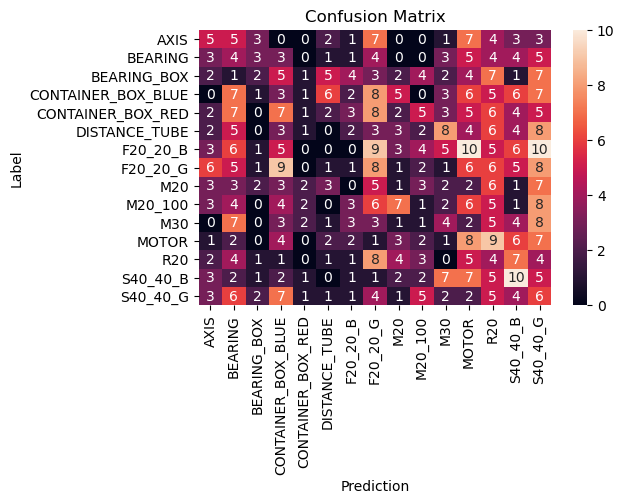 Confusion Matrix
AXIS 5 5 3 0 0 2 1 7 0 0 1 7 4 3 3
BEARING 3 4 3 3 0 1 1 4 0 0 3 5 4 4 5
BEARING_BOX 2 1 2 5 1 5 4 3 2 4 2 4 7 1 7
CONTAINER_BOX_BLUE 0 7 1 3 1 6 2 8 5 0 3 6 5 6 7
CONTAINER_BOX_RED 2 7 0 7 1 2 3 8 2 5 3 5 6 4 5
DISTANCE_TUBE 2 5 0 3 1 0 2 3 3 2 8 4 6 4 8
F20_20_B 3 6 1 5 0 0 0 9 3 4 5 10 5 6 10
F20_20_G 6 5 1 9 0 1 1 8 1 2 1 6 6 5 8
M20 3 3 2 3 2 3 0 5 1 3 2 2 6 1 7
M20_100 3 4 0 4 2 0 3 6 7 1 2 6 5 1 8
M30 0 7 0 3 2 1 3 3 1 1 4 2 5 4 8
MOTOR 1 2 0 4 0 2 2 1 3 2 1 8 9 6 7
R20 2 4 1 1 0 1 1 8 4 3 0 5 4 7 4
S40_40_B 3 2 1 2 1 0 1 1 2 2 7 7 5 10 5
S40_40_G 3 6 2 7 1 1 1 4 1 5 2 2 5 4 6
Label
AXIS
BEARING
BEARING_BOX
CONTAINER_BOX_BLUE
CONTAINER_BOX_RED
DISTANCE_TUBE
F20_20_B
F20_20_G
M20
M20_100
M30
MOTOR
R20
S40_40_B
S40_40_G
Prediction
10
8
6
4
2
0